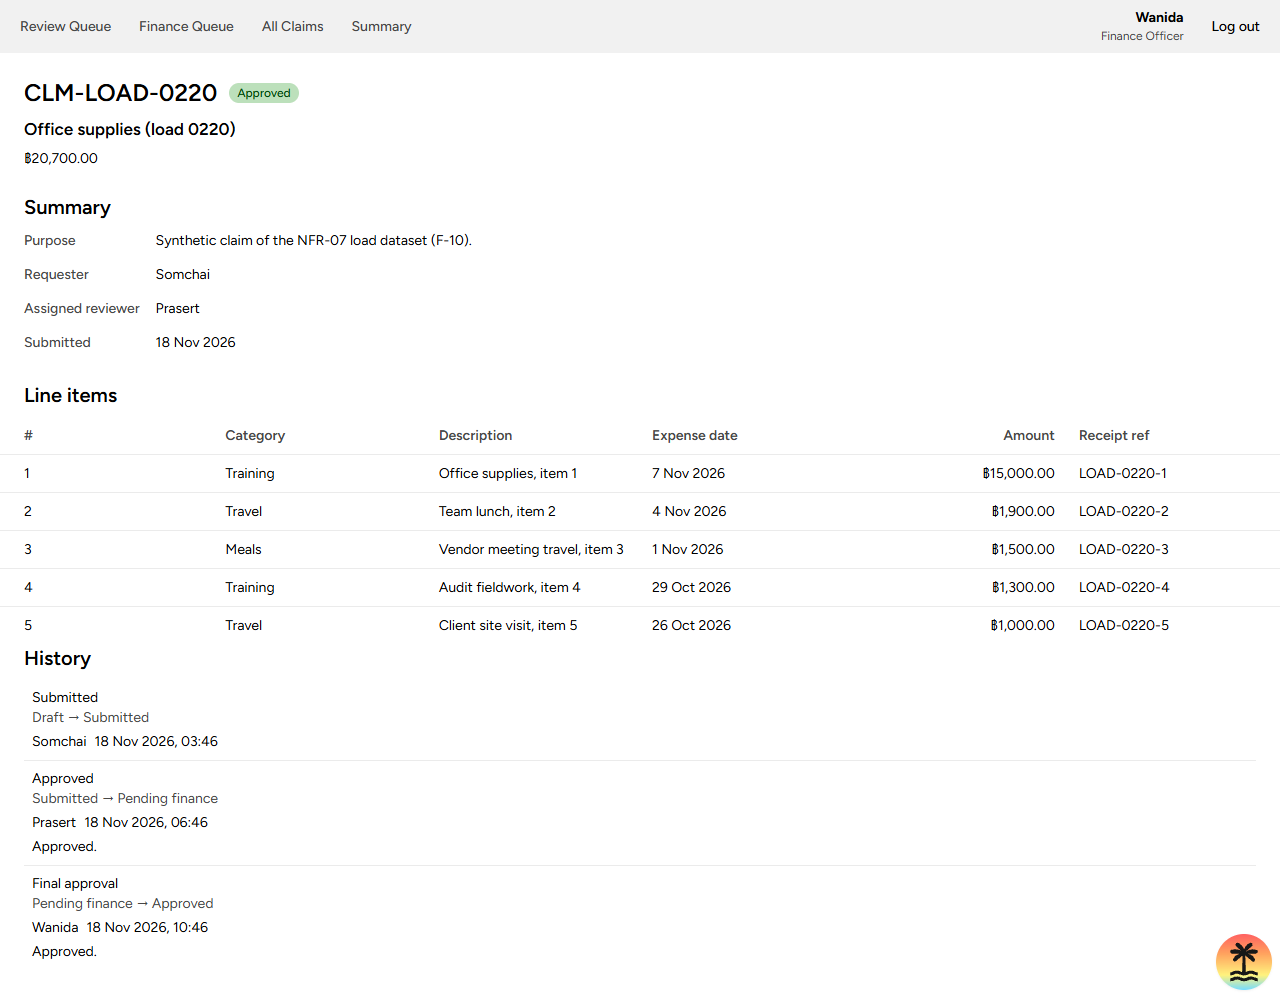 Review Queue Finance Queue All Claims Summary Wanida Log out
Finance Officer
CLM-LOAD-0220 Approved
Office supplies (load 0220)
฿20,700.00
Summary
Purpose Synthetic claim of the NFR-07 load dataset (F-10).
Requester Somchai
Assigned reviewer Prasert
Submitted 18 Nov 2026
Line items
# Category Description Expense date Amount Receipt ref
1 Training Office supplies, item 1 7 Nov 2026 ฿15,000.00 LOAD-0220-1
2 Travel Team lunch, item 2 4 Nov 2026 ฿1,900.00 LOAD-0220-2
3 Meals Vendor meeting travel, item 3 1 Nov 2026 ฿1,500.00 LOAD-0220-3
4 Training Audit fieldwork, item 4 29 Oct 2026 ฿1,300.00 LOAD-0220-4
5 Travel Client site visit, item 5 26 Oct 2026 ฿1,000.00 LOAD-0220-5
History
Submitted
Draft → Submitted
Somchai 18 Nov 2026, 03:46
Approved
Submitted → Pending finance
Prasert 18 Nov 2026, 06:46
Approved.
Final approval
Pending finance → Approved
Wanida 18 Nov 2026, 10:46
Approved.